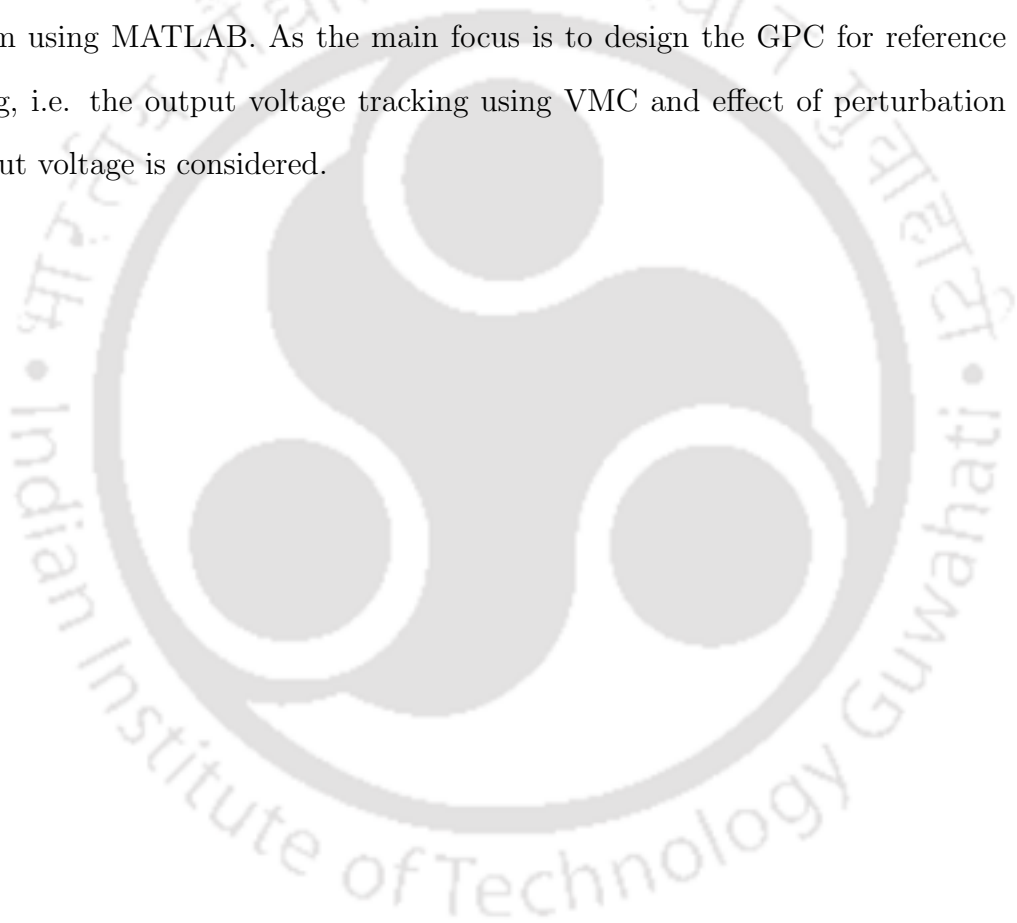 using MATLAB. As the main focus is to design the GPC for reference
i.e. the output voltage tracking using VMC and effect of perturbation
voltage is considered.
Indian Institute of Technology Guwahati